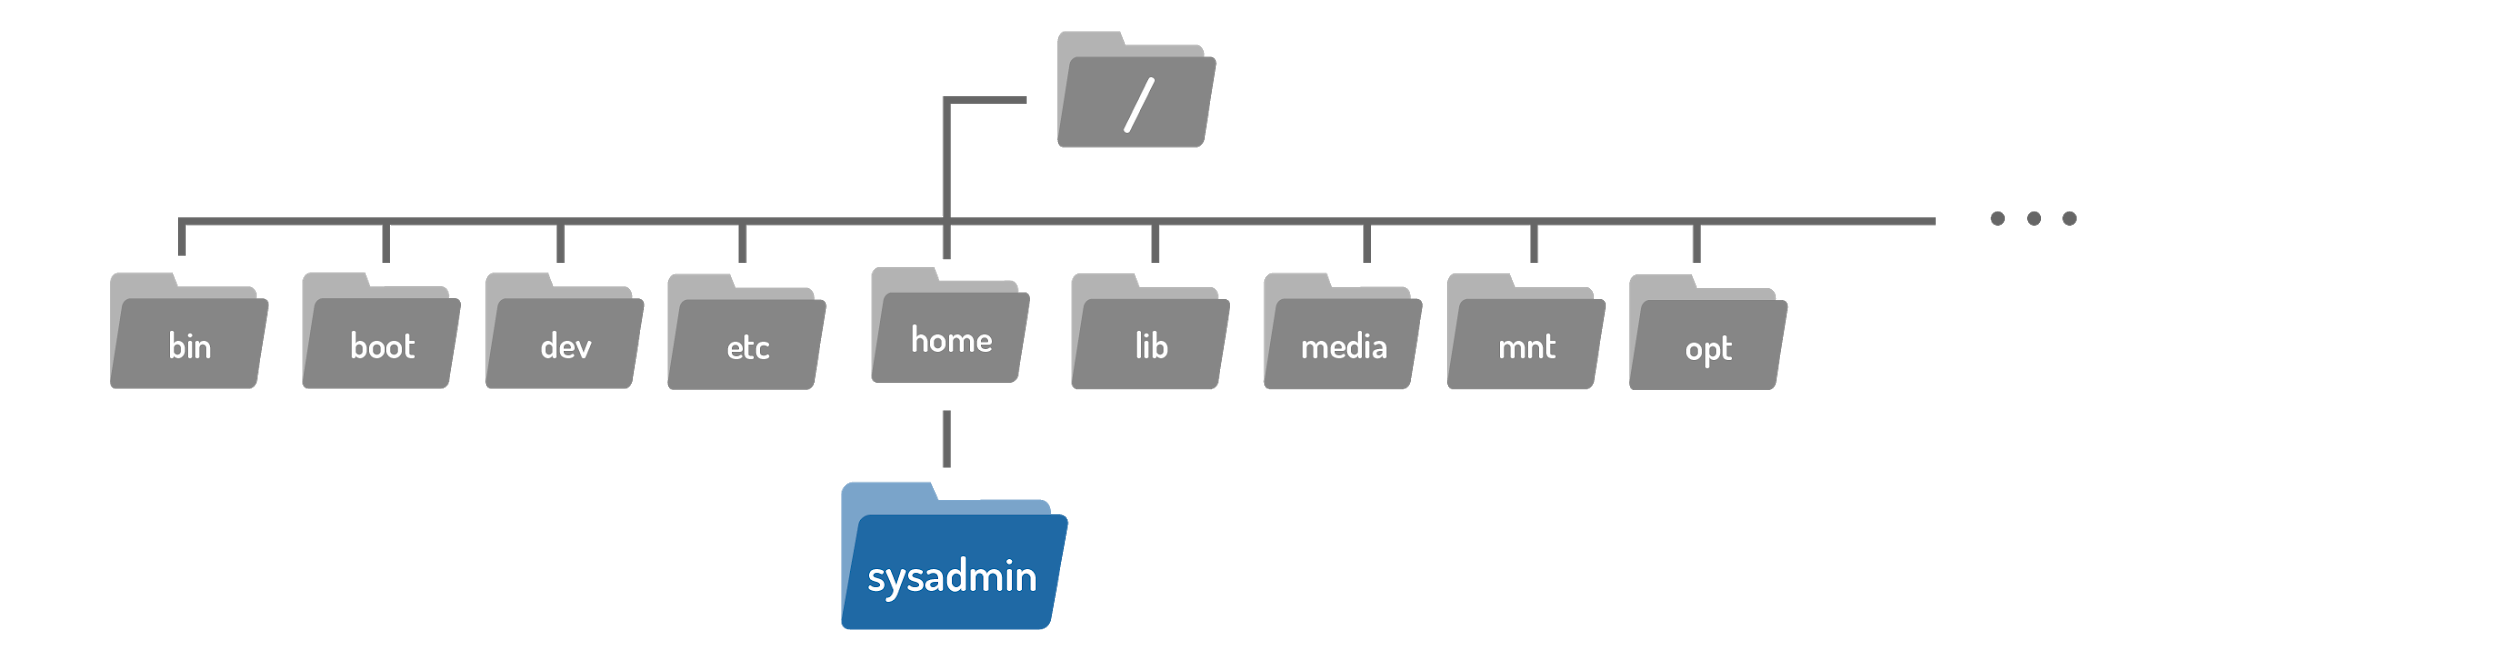 /
bin
boot
dev
etc
home
lib
media
mnt
opt
sysadmin